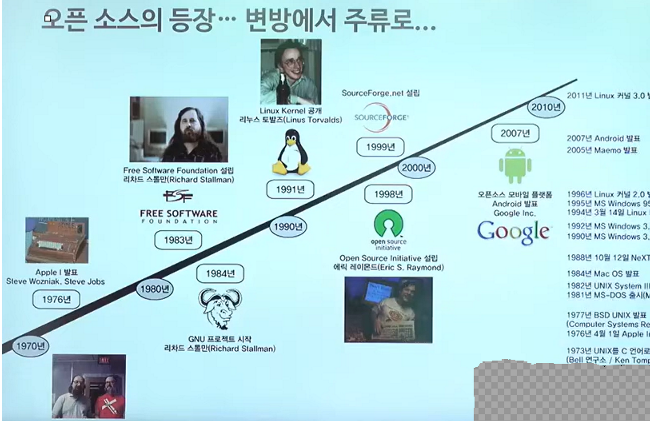 오픈 소스의 등장… 변방에서 주류로…
Linux Kernel 공개
리누스 토발즈(Linus Torvalds)
SourceForge.net 설립
SOURCEFORGE
1999년
2010년
2007년
2000년
Free Software Foundation 설립
리차드 스톨만(Richard Stallman)
FSF
FREE SOFTWARE
FOUNDATION
1983년
1991년
1990년
1998년
open source
initiative
Open Source Initiative 설립
에릭 레이몬드(Eric S. Raymond)
오픈소스 모바일 플랫폼
Android 발표
Google Inc.
Google
Apple I 발표
Steve Wozniak, Steve Jobs
1976년
1984년
1980년
GNU 프로젝트 시작
리차드 스톨만(Richard Stallman)
1970년
2011년 Linux 커널 3.0
2007년 Android 발표
2005년 Maemo 발표
1996년 Linux 커널 2.0
1995년 MS Windows 95
1994년 3월 14일 Linux
1992년 MS Windows 3.
1990년 MS Windows 3.
1988년 10월 12일 NeXT
1984년 Mac OS 발표
1982년 UNIX System III
1981년 MS-DOS 출시(M
1977년 BSD UNIX 발표
(Computer Systems Re
1976년 4월 1일 Apple
1973년 UNIX를 C 언어로
(Bell 연구소 / Ken Tomp